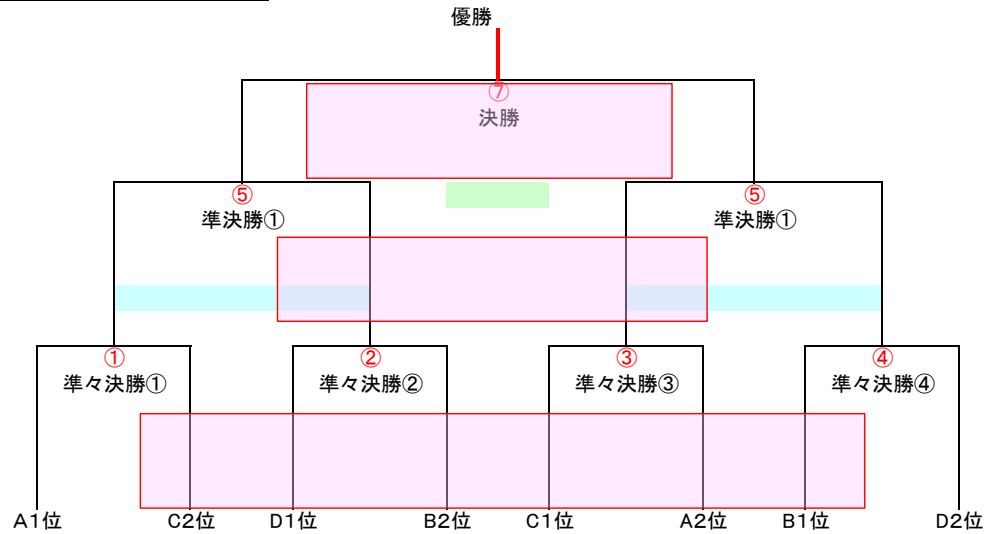 優勝
⑦
決勝
⑤ ⑤
準決勝① 準決勝①
① ② ③ ④
準々決勝① 準々決勝② 準々決勝③ 準々決勝④
A1位 C2位 D1位 B2位 C1位 A2位 B1位 D2位